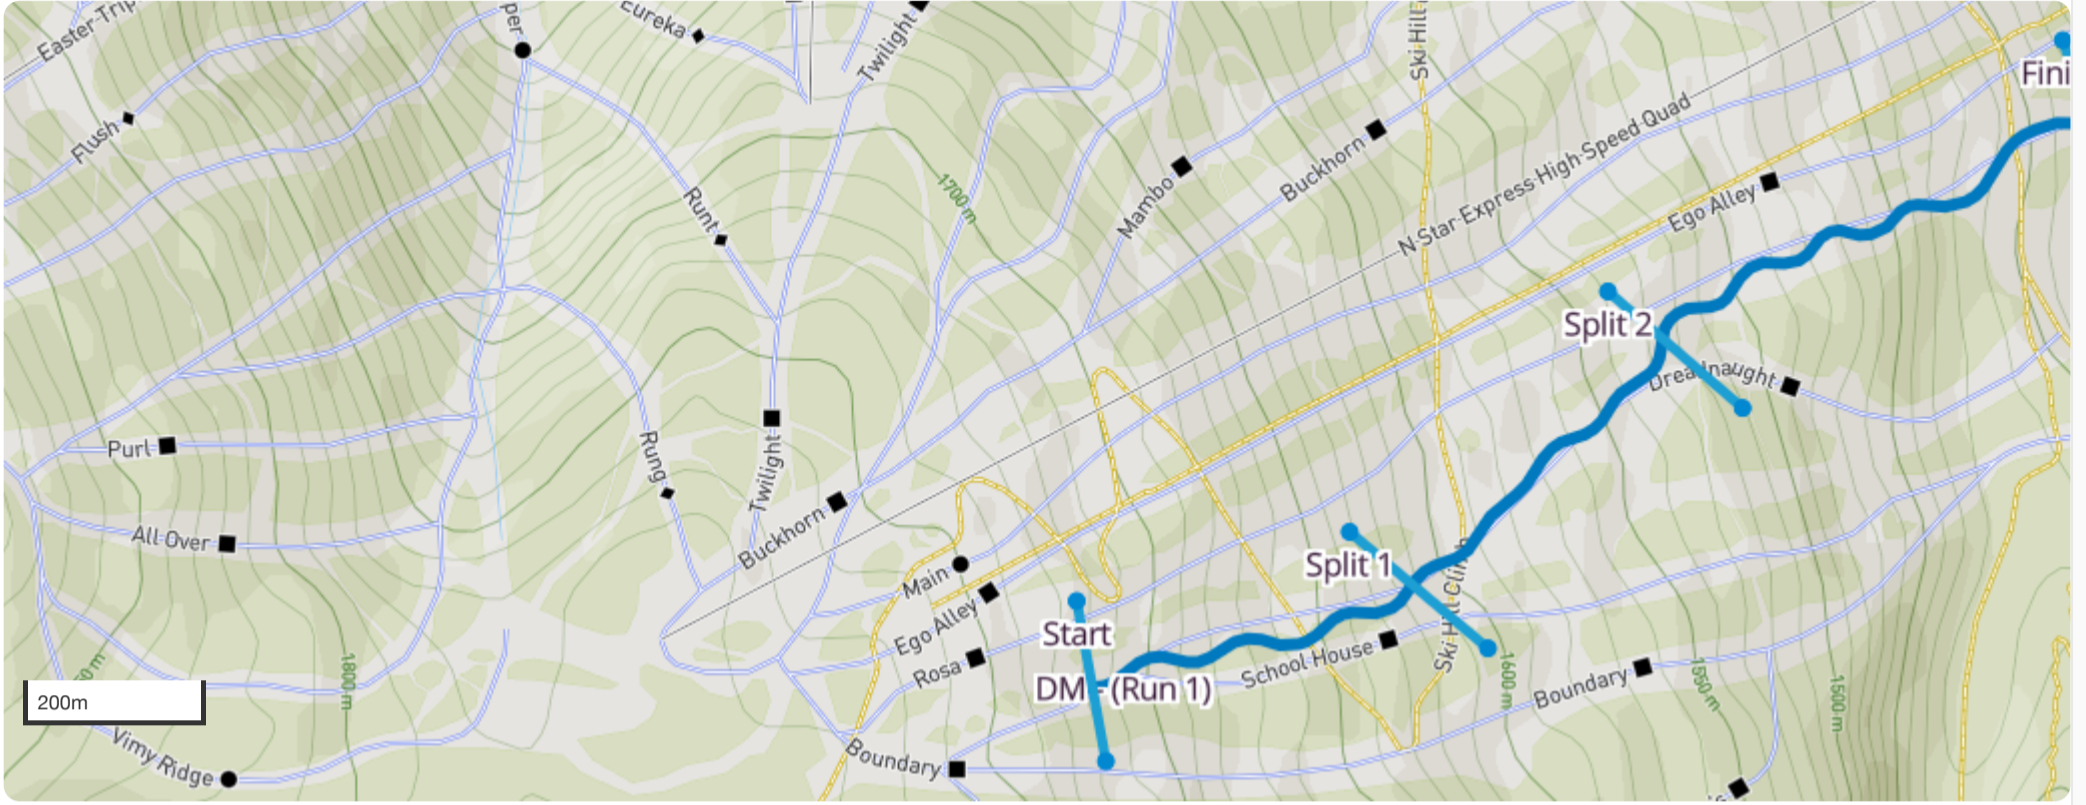 Easter Trip
per
Eureka
Twilight
Ski Hill
Fini
Flush
N Star Express High-Speed Quad
Runt
1700 m
Mambo
Buckhorn
Ego Alley
Split 2
Dreadnaught
Purl
Rung
Twilight
Buckhorn
All Over
Main
Split 1
Ego Alley
Start
Ski Hill Climb
Rosa
School House
DM - (Run 1)
1800 m
1600 m
1550 m
1500 m
Boundary
50 m
200m
Vimy Ridge
Boundary